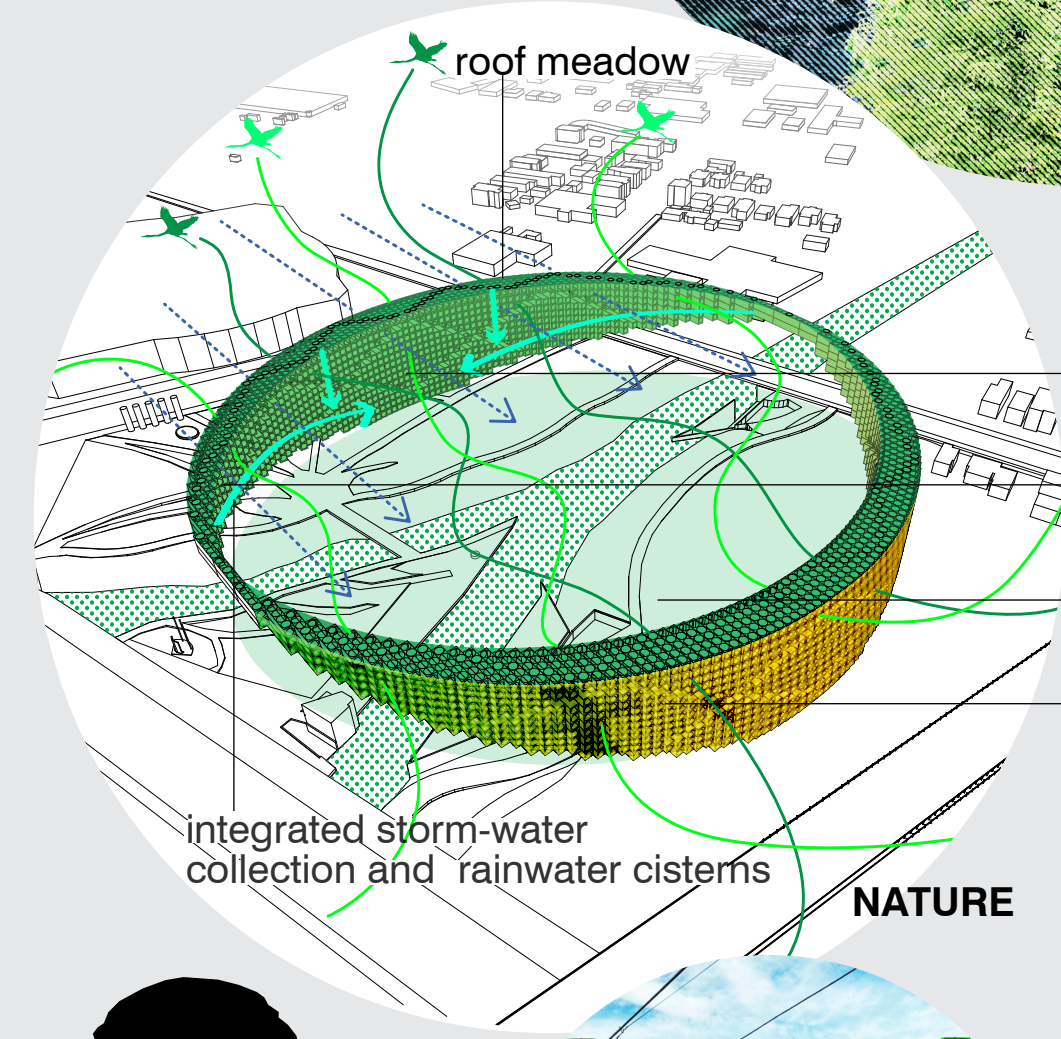 roof meadow
integrated storm-water
collection and  rainwater cisterns
NATURE